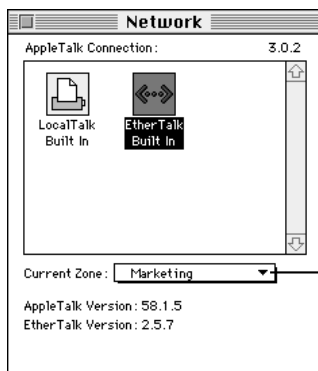 Network
AppleTalk Connection: 3.0.2
LocalTalk EtherTalk
Built In Built In
Current Zone: Marketing
AppleTalk Version: 58.1.5
EtherTalk Version: 2.5.7